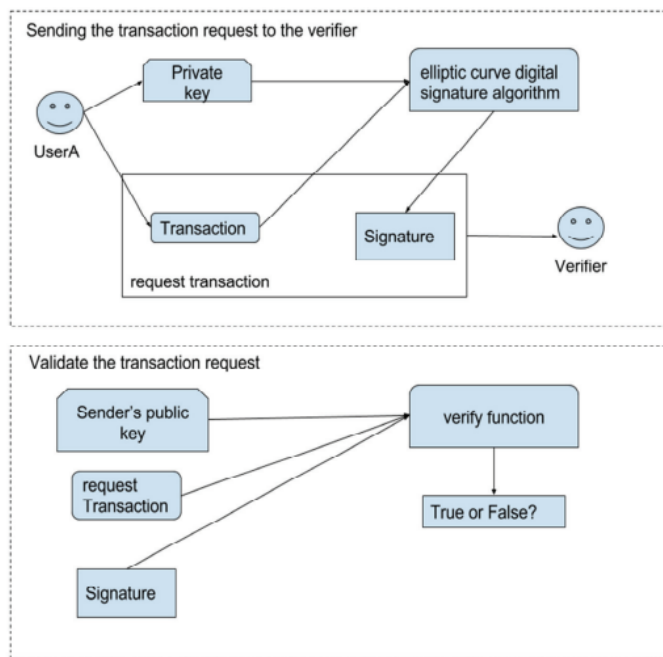 Sending the transaction request to the verifier
Private
key
elliptic curve digital
signature algorithm
UserA
Transaction
Signature
request transaction
Verifier
Validate the transaction request
Sender's public
key
verify function
request
Transaction
True or False?
Signature